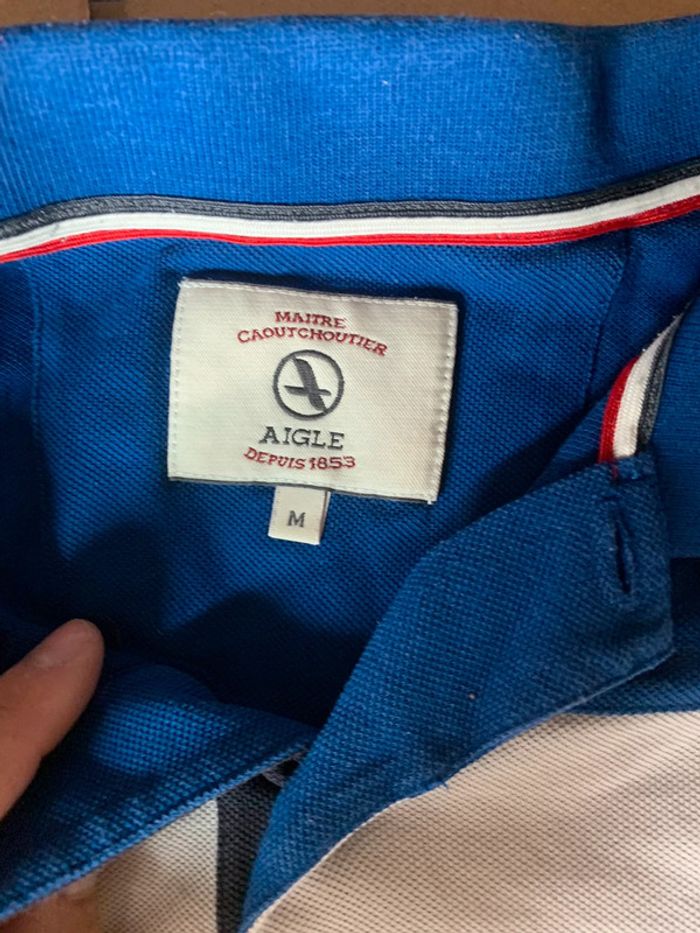 MAITRE
CAOUTCHOUTIER
AIGLE
DEPUIS 1853
M